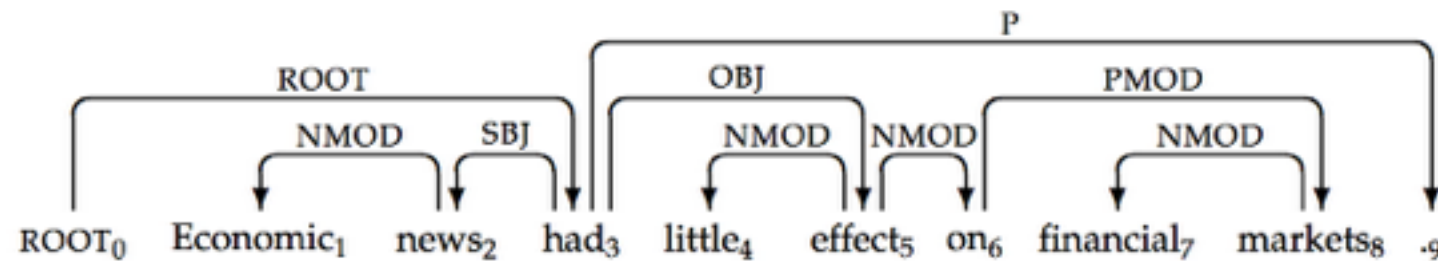 P
ROOT OBJ PMOD
NMOD SBJ NMOD NMOD NMOD
ROOT₀ Economic₁ news₂ had₃ little₄ effect₅ on₆ financial₇ markets₈ .₉